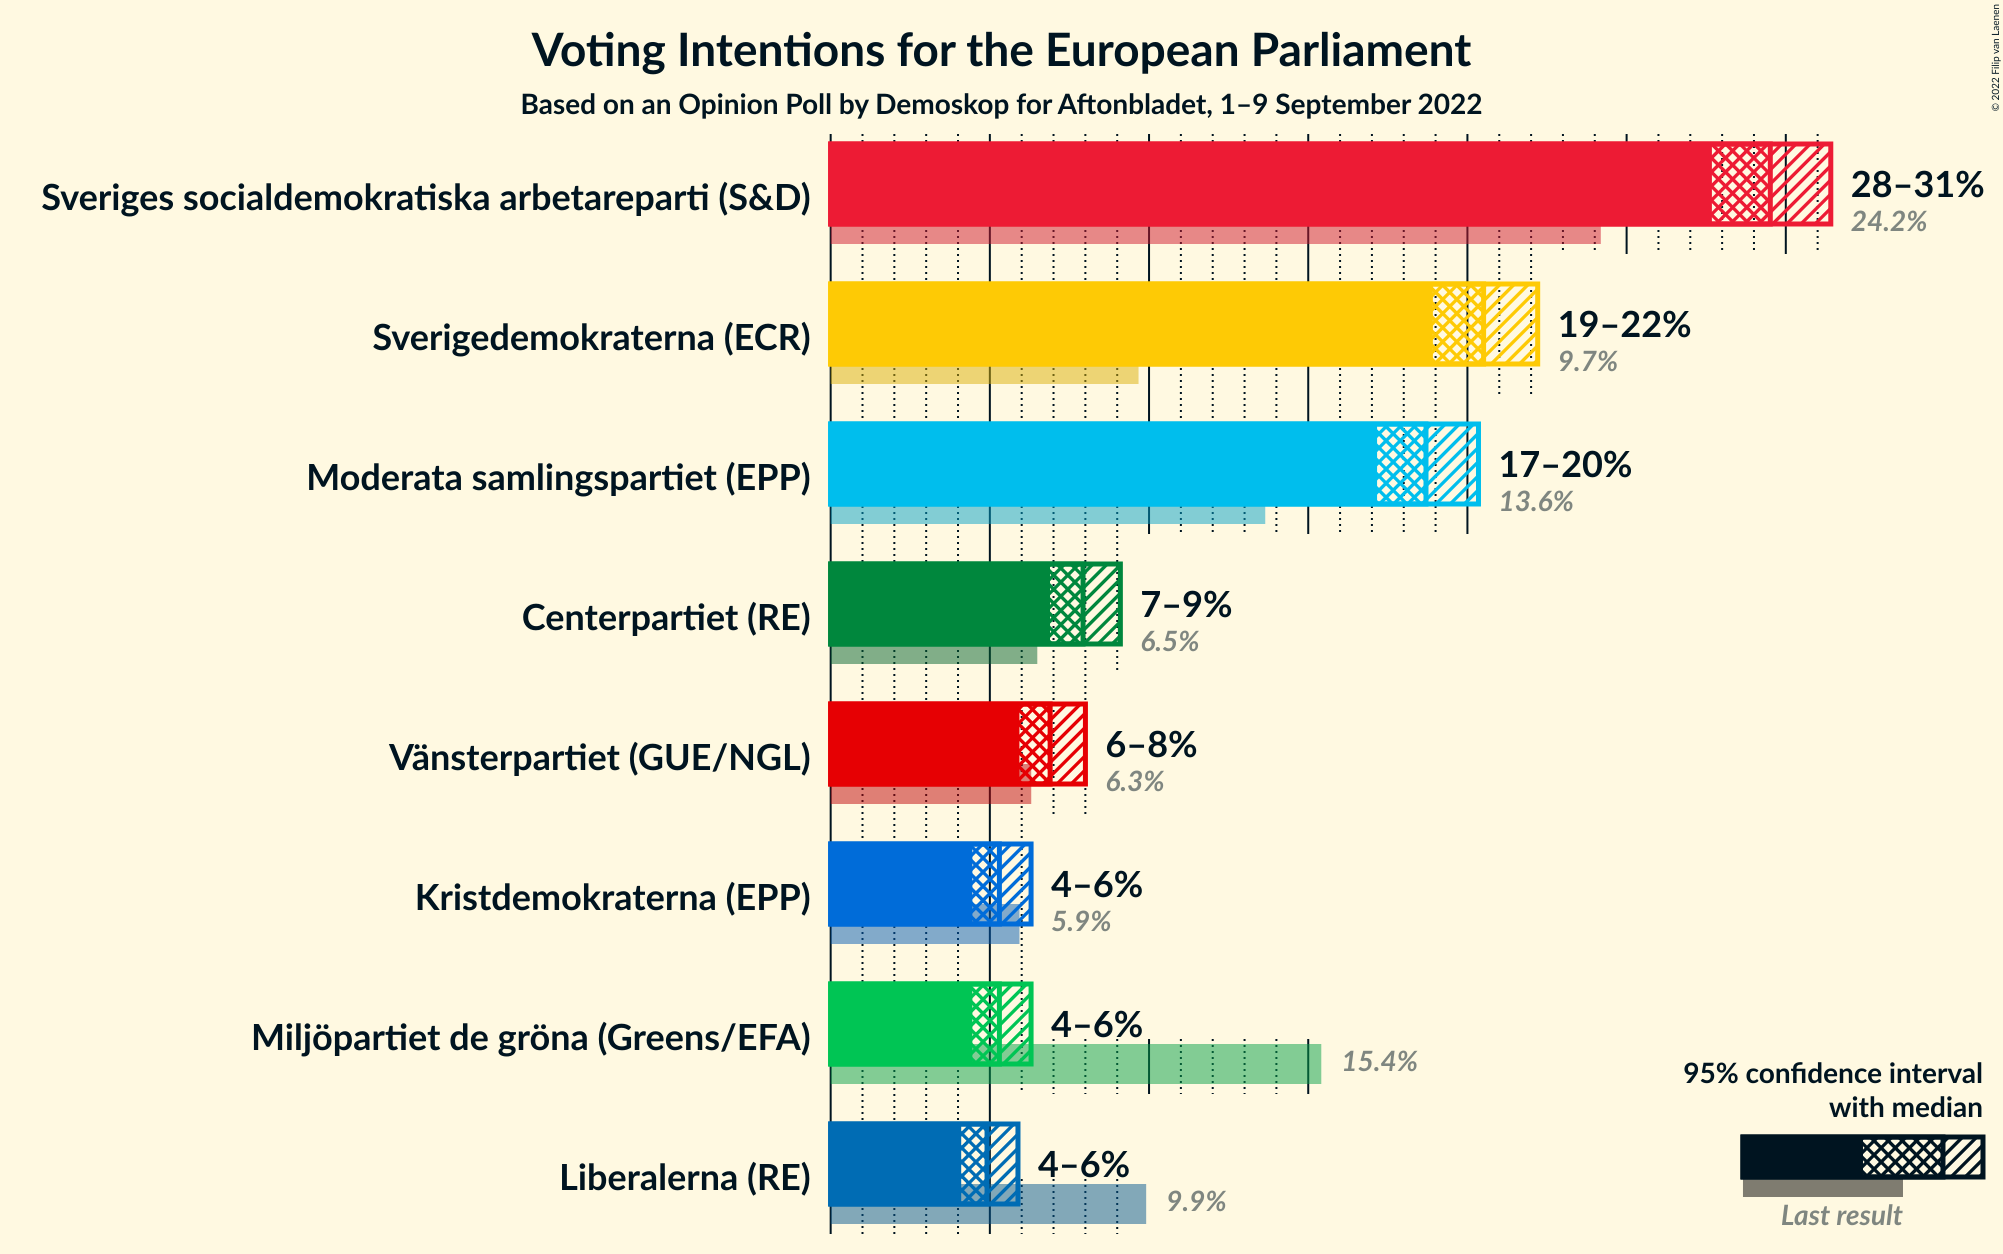 Voting Intentions for the European Parliament
Based on an Opinion Poll by Demoskop for Aftonbladet, 1–9 September 2022
© 2022 Filip van Laenen
Sveriges socialdemokratiska arbetareparti (S&D)
28–31%
24.2%
Sverigedemokraterna (ECR)
19–22%
9.7%
Moderata samlingspartiet (EPP)
17–20%
13.6%
Centerpartiet (RE)
7–9%
6.5%
Vänsterpartiet (GUE/NGL)
6–8%
6.3%
Kristdemokraterna (EPP)
4–6%
5.9%
Miljöpartiet de gröna (Greens/EFA)
4–6%
15.4%
Liberalerna (RE)
4–6%
9.9%
95% confidence interval
with median
Last result